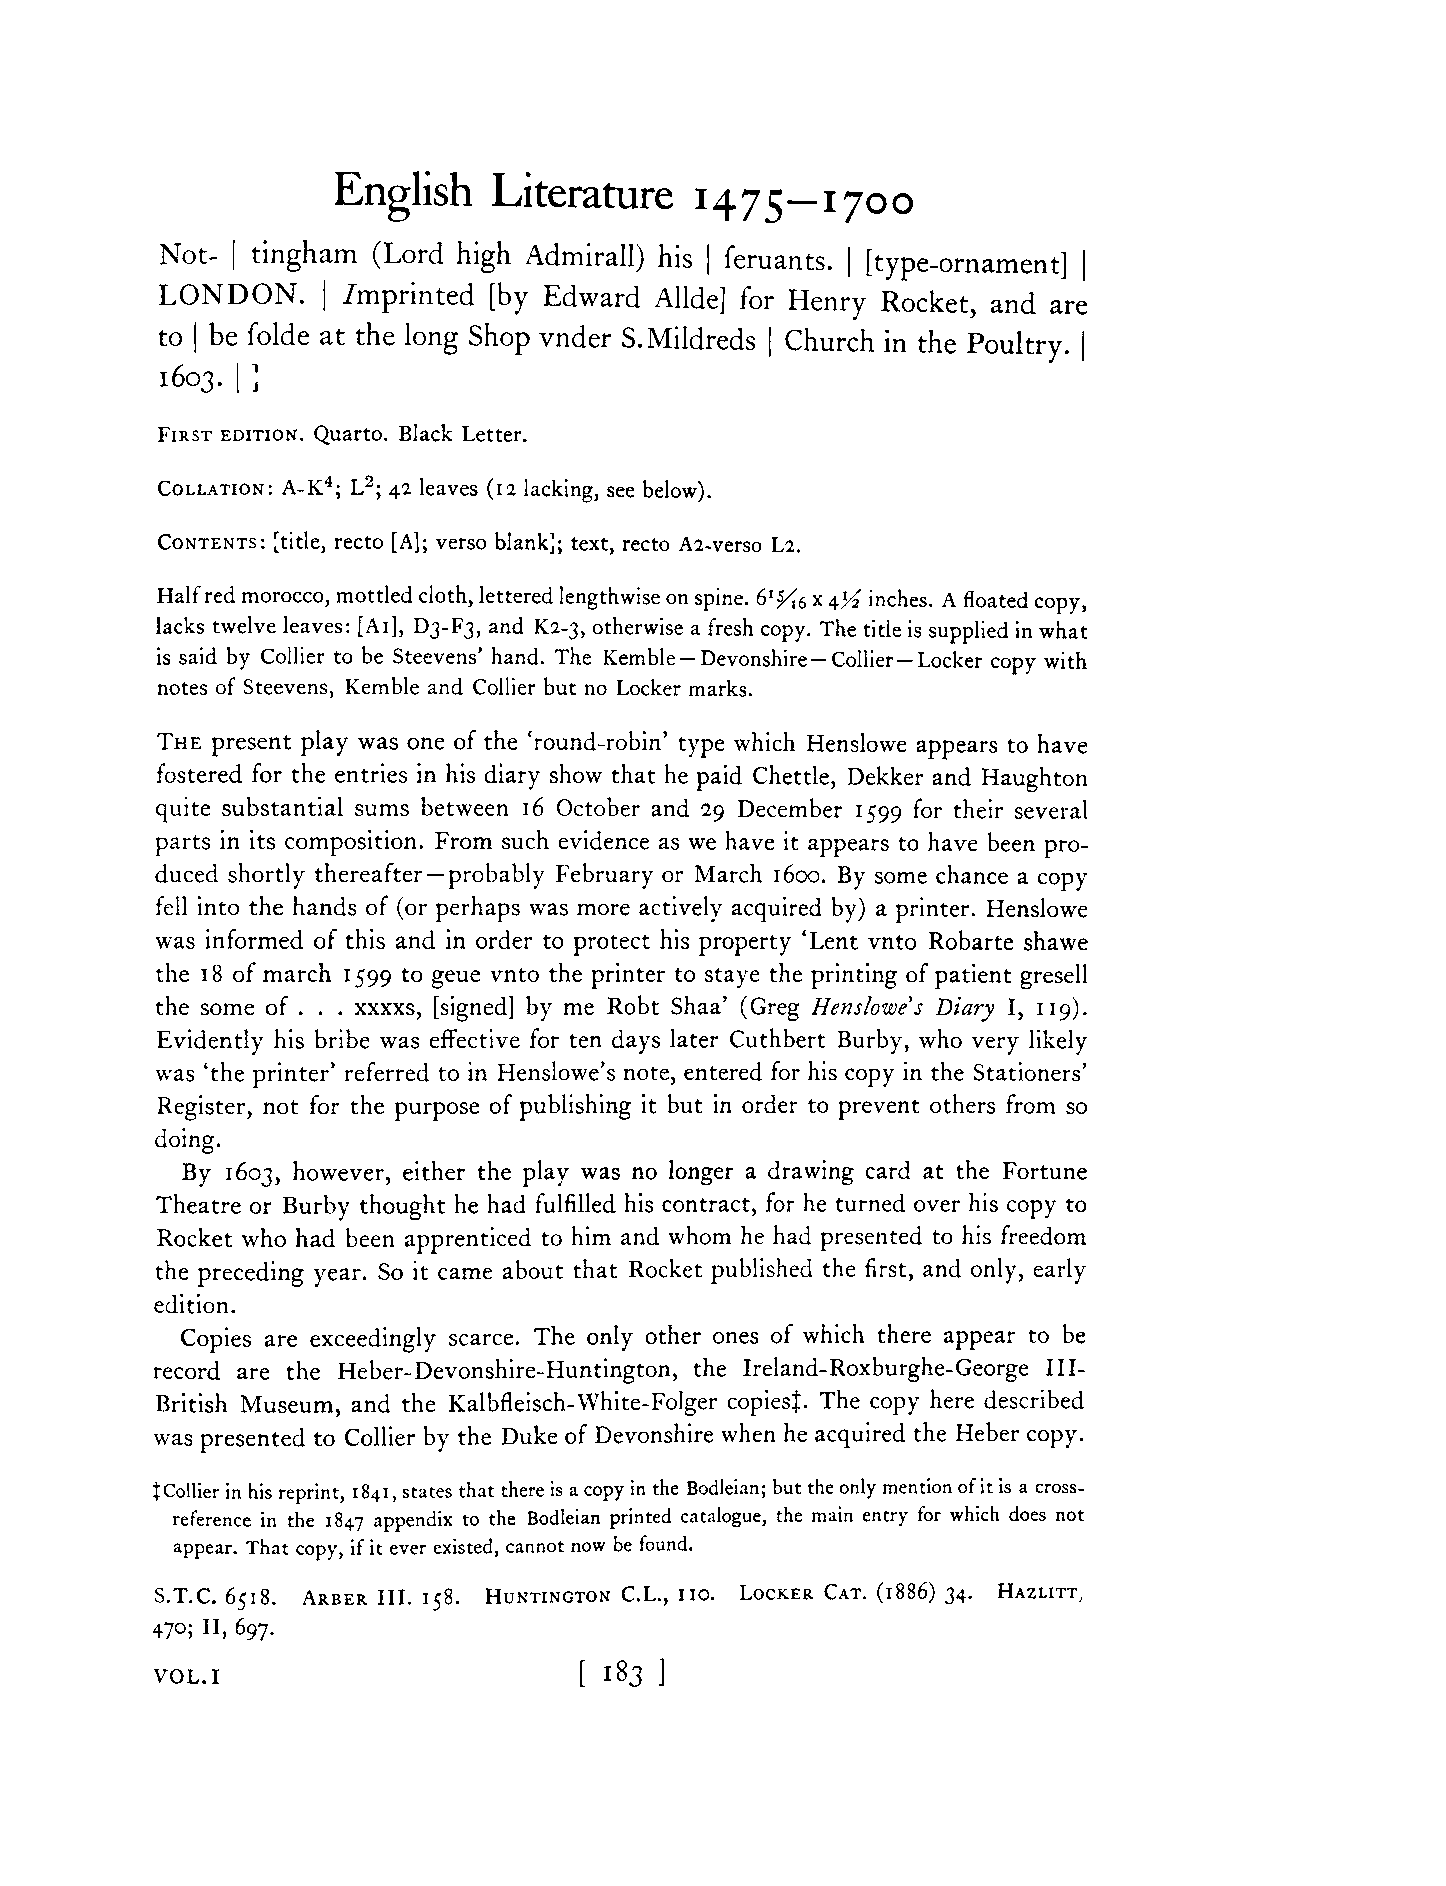 English Literature 1475–1700
Not- | tingham (Lord high Admirall) his | ſeruants. | [type-ornament] |
LONDON. | Imprinted [by Edward Allde] for Henry Rocket, and are
to | be ſolde at the long Shop vnder S.Mildreds | Church in the Poultry. |
1603. | ]
FIRST EDITION. Quarto. Black Letter.
COLLATION: A-K⁴; L²; 42 leaves (12 lacking, see below).
CONTENTS: [title, recto [A]; verso blank]; text, recto A2-verso L2.
Half red morocco, mottled cloth, lettered lengthwise on spine. 6 15/16 x 4½ inches. A floated copy,
lacks twelve leaves: [A1], D3-F3, and K2-3, otherwise a fresh copy. The title is supplied in what
is said by Collier to be Steevens' hand. The Kemble—Devonshire—Collier—Locker copy with
notes of Steevens, Kemble and Collier but no Locker marks.
THE present play was one of the ‘round-robin’ type which Henslowe appears to have
fostered for the entries in his diary show that he paid Chettle, Dekker and Haughton
quite substantial sums between 16 October and 29 December 1599 for their several
parts in its composition. From such evidence as we have it appears to have been pro-
duced shortly thereafter—probably February or March 1600. By some chance a copy
fell into the hands of (or perhaps was more actively acquired by) a printer. Henslowe
was informed of this and in order to protect his property ‘Lent vnto Robarte shawe
the 18 of march 1599 to geue vnto the printer to staye the printing of patient gresell
the some of . . . xxxxs, [signed] by me Robt Shaa’ (Greg Henslowe's Diary I, 119).
Evidently his bribe was effective for ten days later Cuthbert Burby, who very likely
was ‘the printer’ referred to in Henslowe's note, entered for his copy in the Stationers'
Register, not for the purpose of publishing it but in order to prevent others from so
doing.
By 1603, however, either the play was no longer a drawing card at the Fortune
Theatre or Burby thought he had fulfilled his contract, for he turned over his copy to
Rocket who had been apprenticed to him and whom he had presented to his freedom
the preceding year. So it came about that Rocket published the first, and only, early
edition.
Copies are exceedingly scarce. The only other ones of which there appear to be
record are the Heber-Devonshire-Huntington, the Ireland-Roxburghe-George III-
British Museum, and the Kalbfleisch-White-Folger copies‡. The copy here described
was presented to Collier by the Duke of Devonshire when he acquired the Heber copy.
‡Collier in his reprint, 1841, states that there is a copy in the Bodleian; but the only mention of it is a cross-
reference in the 1847 appendix to the Bodleian printed catalogue, the main entry for which does not
appear. That copy, if it ever existed, cannot now be found.
S.T.C. 6518. ARBER III. 158. HUNTINGTON C.L., 110. LOCKER CAT. (1886) 34. HAZLITT,
470; II, 697.
VOL.I [ 183 ]